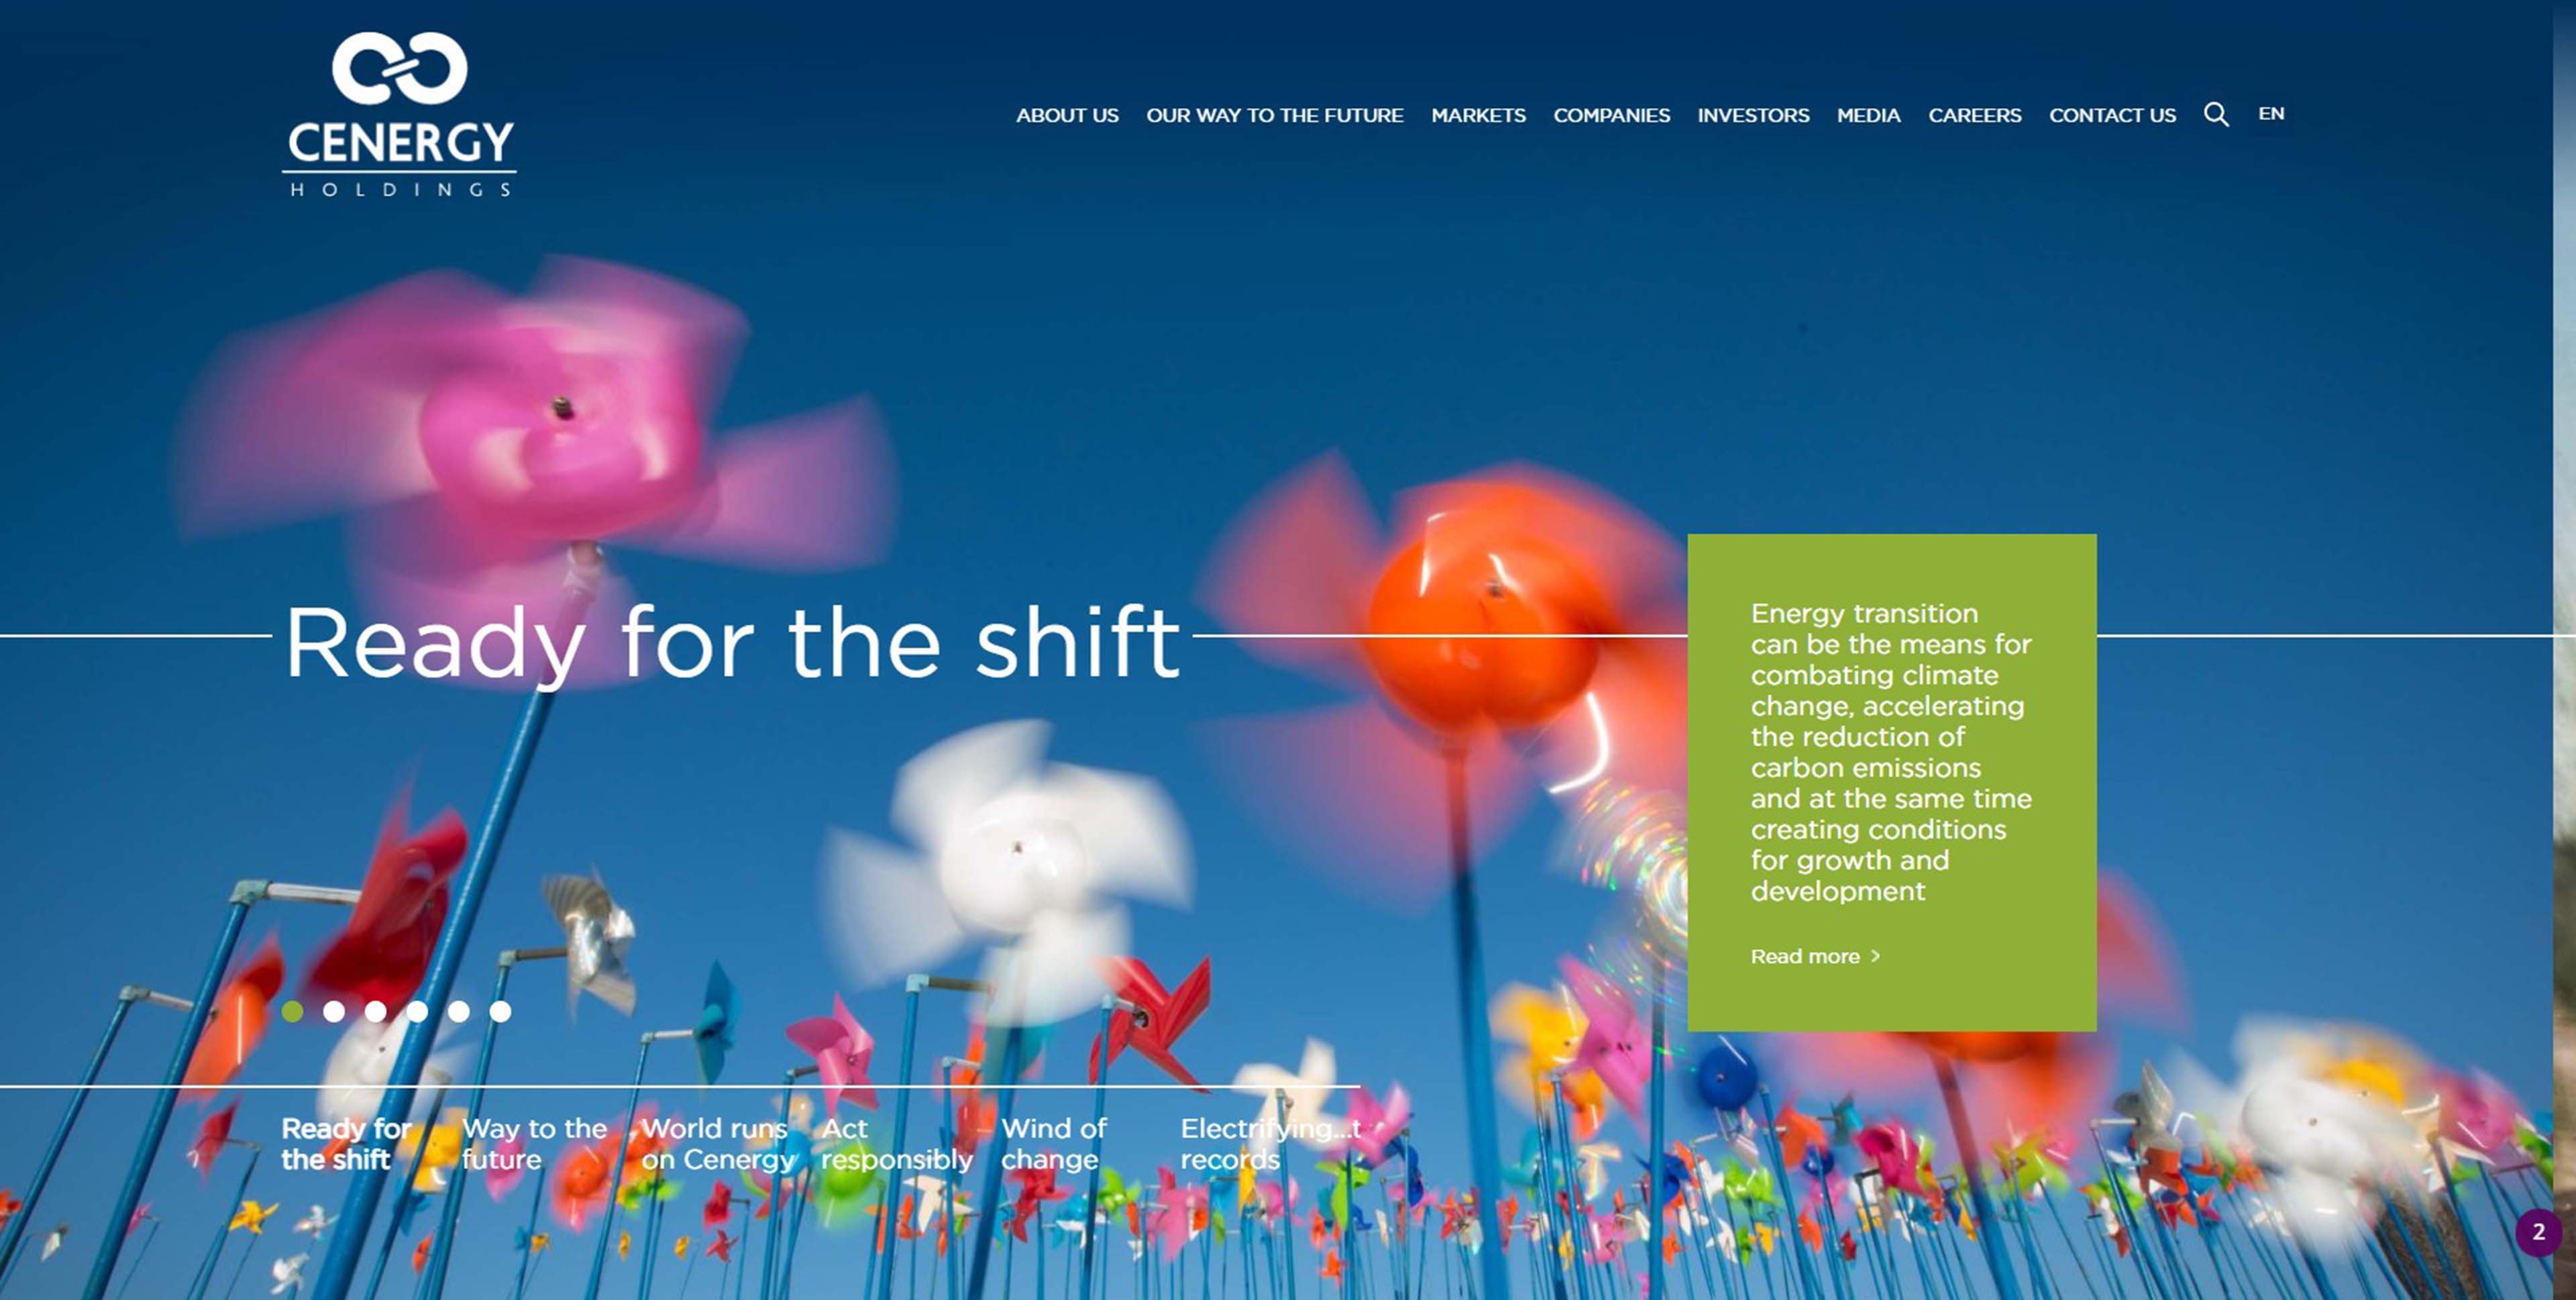 CENERGY
HOLDINGS
ABOUT US OUR WAY TO THE FUTURE MARKETS COMPANIES INVESTORS MEDIA CAREERS CONTACT US EN
Ready for the shift
Energy transition
can be the means for
combating climate
change, accelerating
the reduction of
carbon emissions
and at the same time
creating conditions
for growth and
development
Read more >
Ready for
the shift
Way to the
future
World runs
on Cenergy
Act
responsibly
Wind of
change
Electrifying...t
records
2